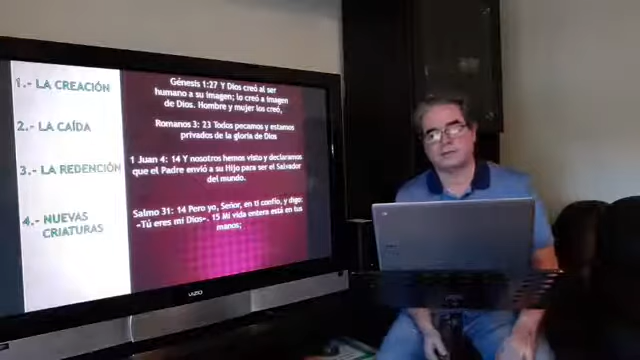 1.- LA CREACIÓN
2.- LA CAÍDA
3.- LA REDENCIÓN
4.- NUEVAS
CRIATURAS
Génesis 1:27 Y Dios creó al ser
humano a su imagen; lo creó a imagen
de Dios. Hombre y mujer los creó,
Romanos 3: 23 Todos pecamos y estamos
privados de la gloria de Dios
1 Juan 4: 14 Y nosotros hemos visto y declaramos
que el Padre envió a su Hijo para ser el Salvador
del mundo.
Salmo 31: 14 Pero yo, Señor, en ti confío, y digo:
«Tú eres mi Dios». 15 Mi vida entera está en tus
manos;
VIZIO